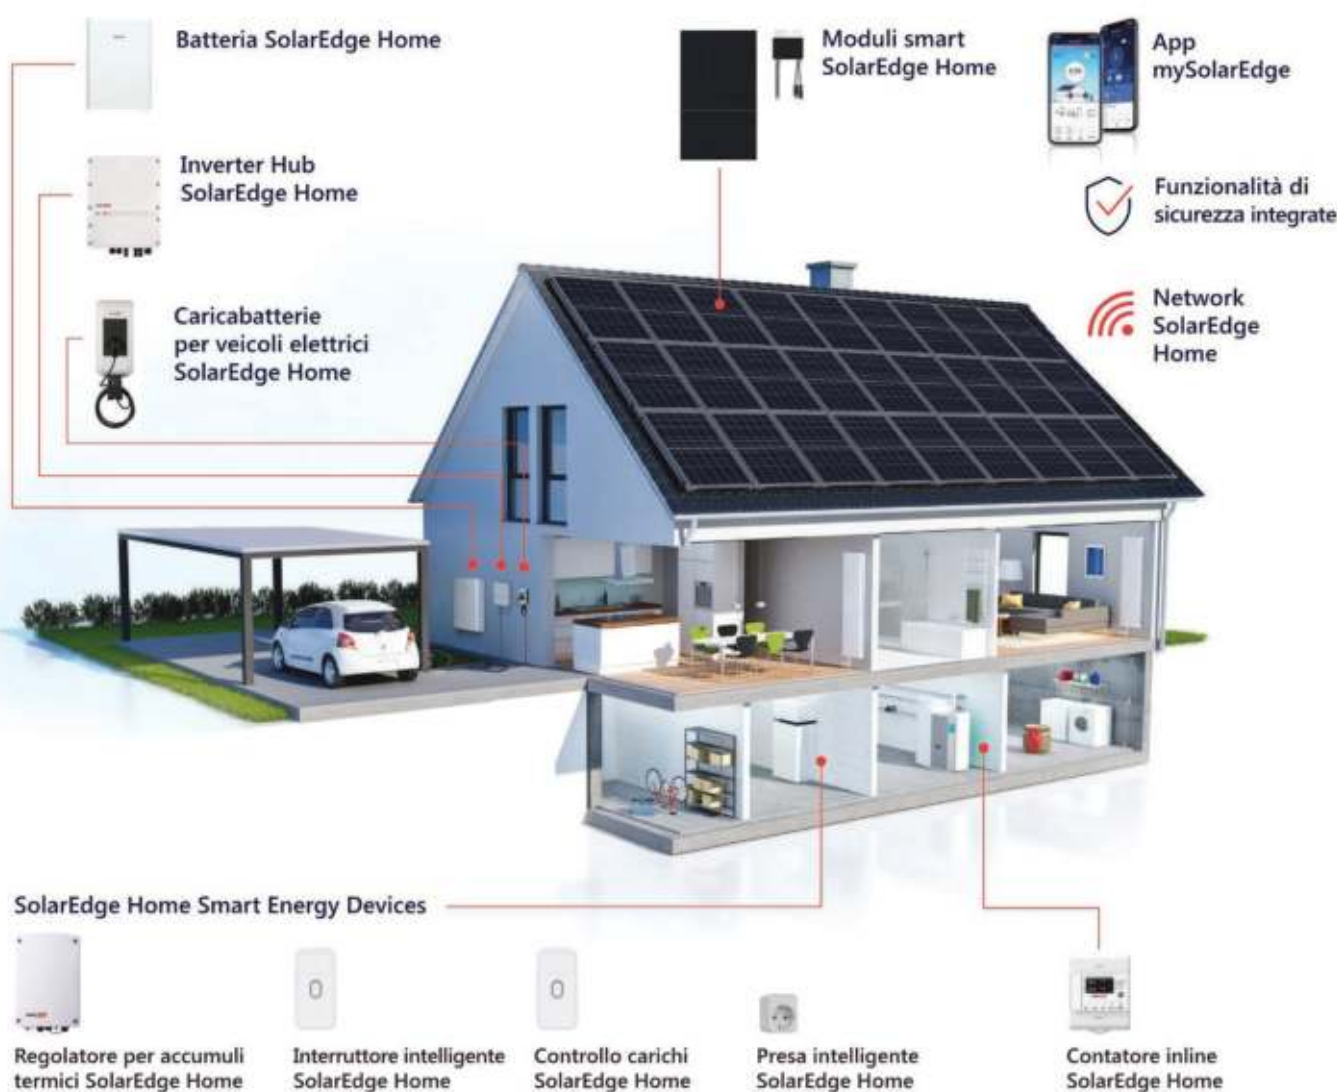 Batteria SolarEdge Home
Moduli smart
SolarEdge Home
App
mySolarEdge
Inverter Hub
SolarEdge Home
Funzionalità di
sicurezza integrate
Caricabatterie
per veicoli elettrici
SolarEdge Home
Network
SolarEdge
Home
SolarEdge Home Smart Energy Devices
Regolatore per accumuli
termici SolarEdge Home
Interruttore intelligente
SolarEdge Home
Controllo carichi
SolarEdge Home
Presa intelligente
SolarEdge Home
Contatore inline
SolarEdge Home